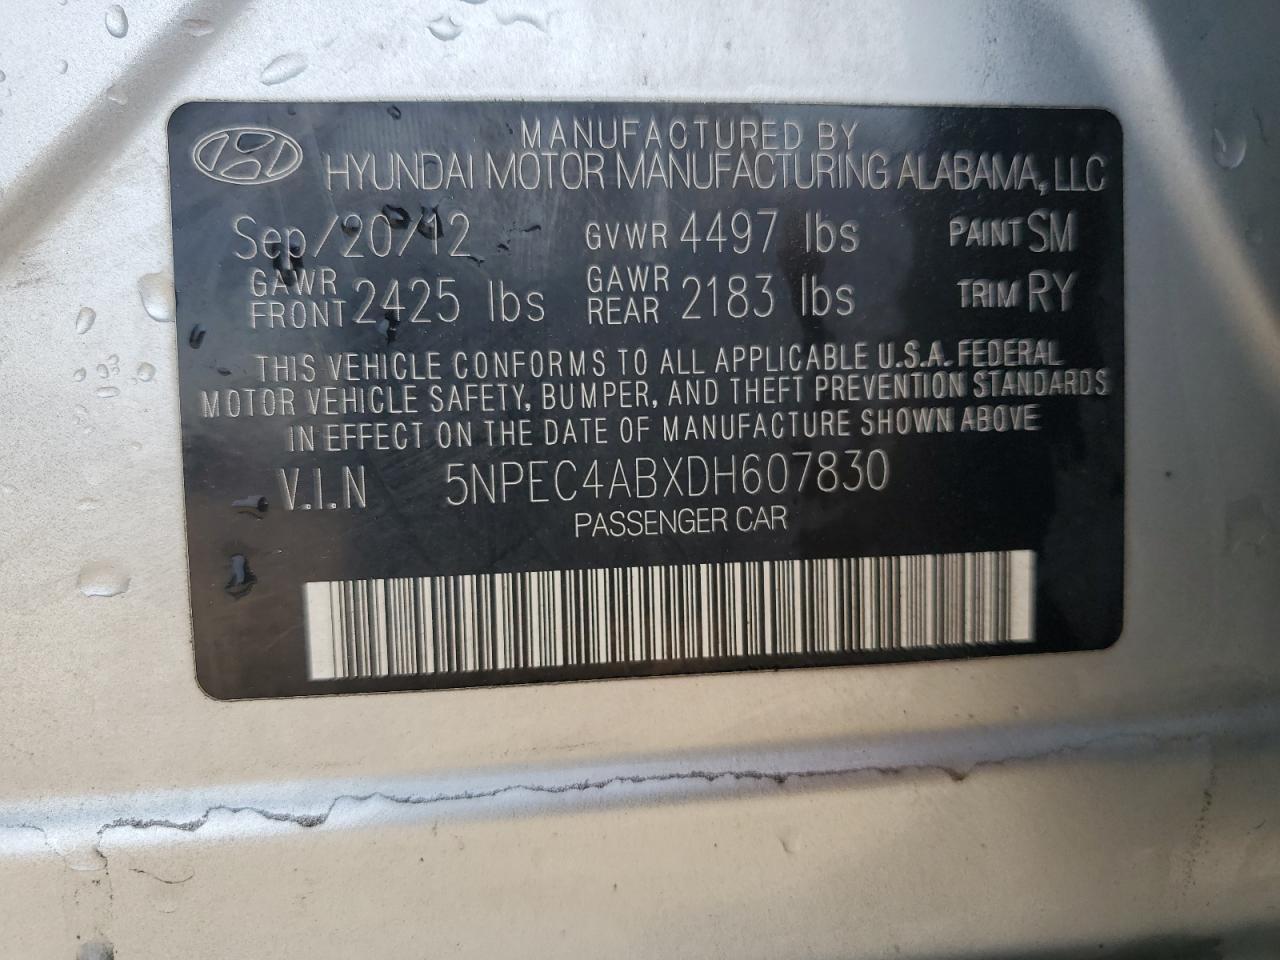 MANUFACTURED BY
HYUNDAI MOTOR MANUFACTURING ALABAMA, LLC
Sep/20/12 GVWR 4497 lbs PAINT SM
GAWR FRONT 2425 lbs GAWR REAR 2183 lbs TRIM RY
THIS VEHICLE CONFORMS TO ALL APPLICABLE U.S.A. FEDERAL
MOTOR VEHICLE SAFETY, BUMPER, AND THEFT PREVENTION STANDARDS
IN EFFECT ON THE DATE OF MANUFACTURE SHOWN ABOVE
V.I.N 5NPEC4ABXDH607830
PASSENGER CAR